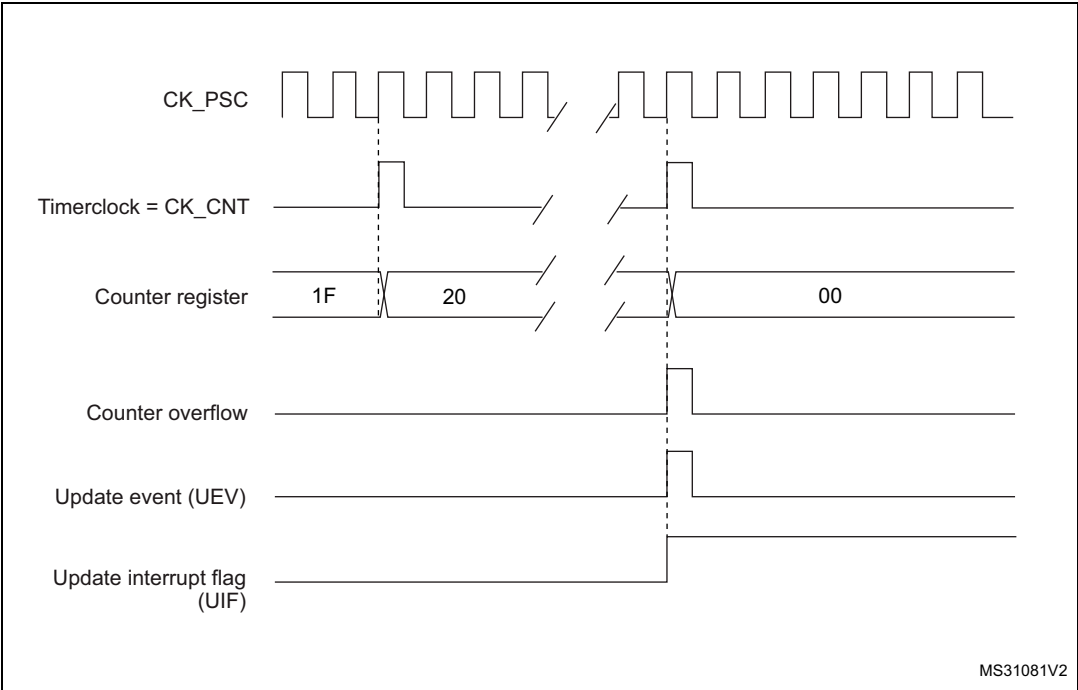 CK_PSC
Timerclock = CK_CNT
Counter register
1F
20
00
Counter overflow
Update event (UEV)
Update interrupt flag
(UIF)
MS31081V2